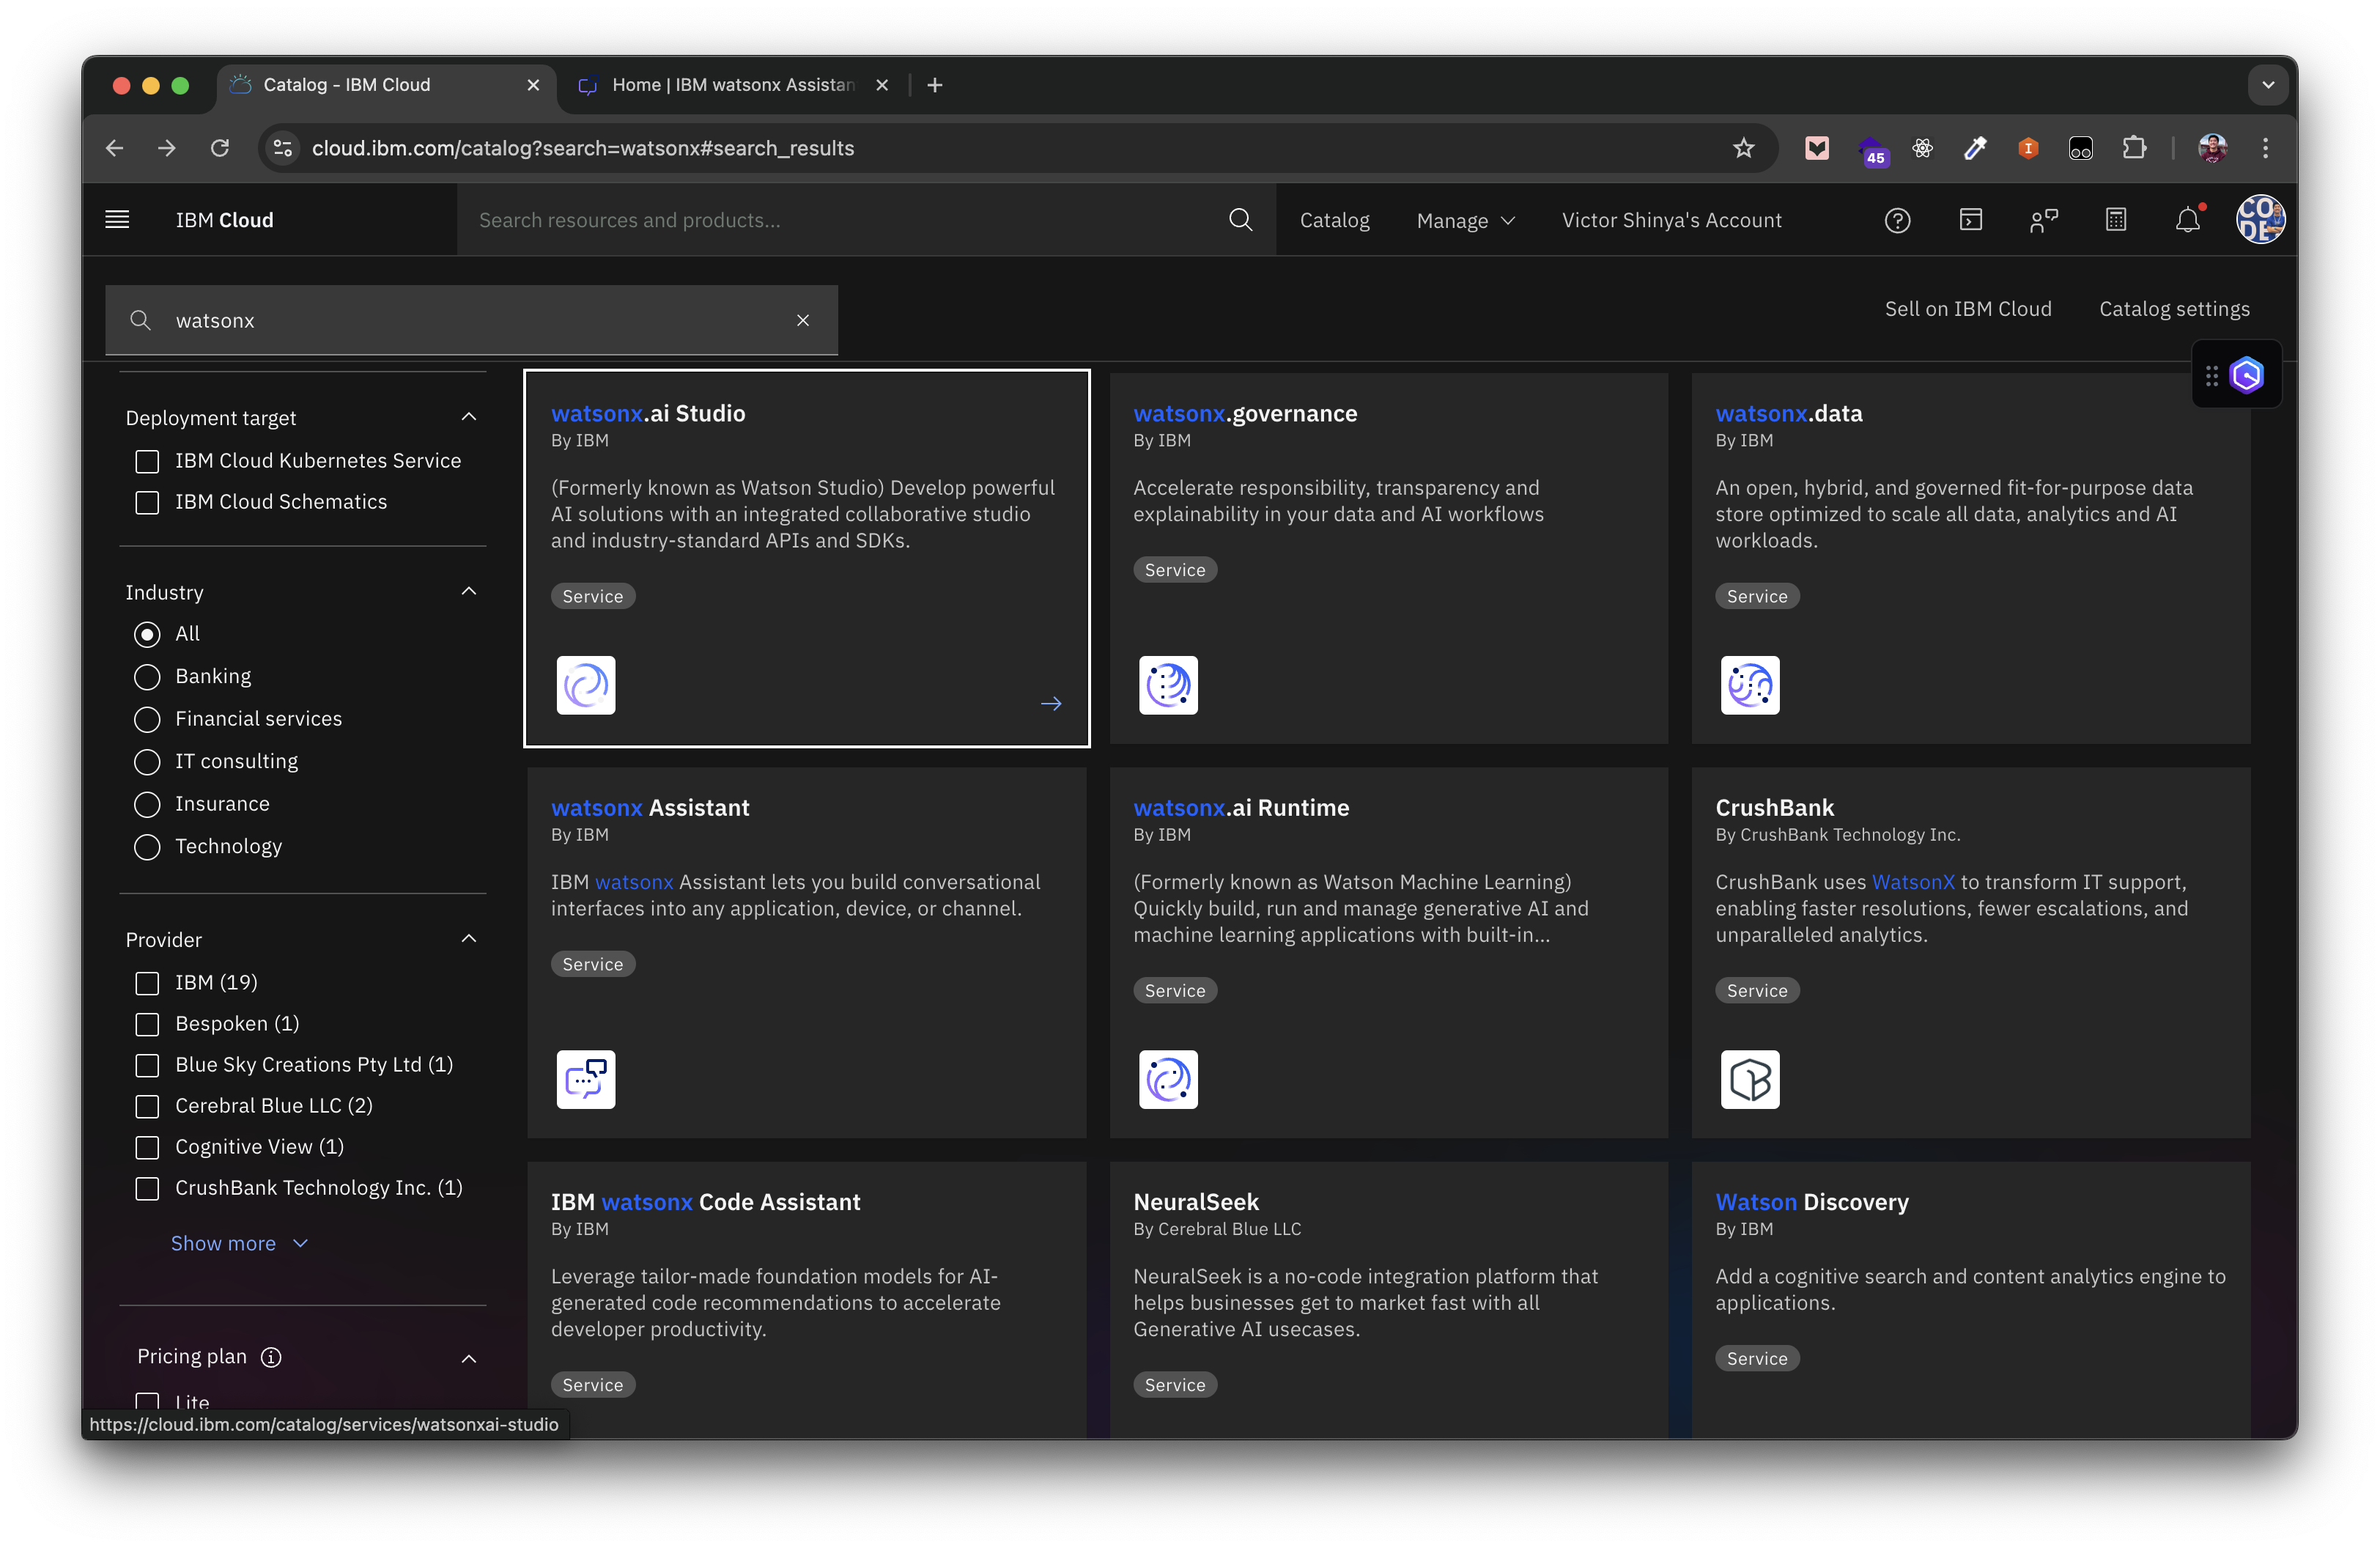 Catalog - IBM Cloud
Home | IBM watsonx Assistan
cloud.ibm.com/catalog?search=watsonx#search_results
45
IBM Cloud
Search resources and products...
Catalog
Manage
Victor Shinya's Account
CO
DE
watsonx
Sell on IBM Cloud
Catalog settings
Deployment target
IBM Cloud Kubernetes Service
IBM Cloud Schematics
Industry
All
Banking
Financial services
IT consulting
Insurance
Technology
Provider
IBM (19)
Bespoken (1)
Blue Sky Creations Pty Ltd (1)
Cerebral Blue LLC (2)
Cognitive View (1)
CrushBank Technology Inc. (1)
Show more
Pricing plan
Lite
https://cloud.ibm.com/catalog/services/watsonxai-studio
watsonx.ai Studio
By IBM
(Formerly known as Watson Studio) Develop powerful
AI solutions with an integrated collaborative studio
and industry-standard APIs and SDKs.
Service
watsonx.governance
By IBM
Accelerate responsibility, transparency and
explainability in your data and AI workflows
Service
watsonx.data
By IBM
An open, hybrid, and governed fit-for-purpose data
store optimized to scale all data, analytics and AI
workloads.
Service
watsonx Assistant
By IBM
IBM watsonx Assistant lets you build conversational
interfaces into any application, device, or channel.
Service
watsonx.ai Runtime
By IBM
(Formerly known as Watson Machine Learning)
Quickly build, run and manage generative AI and
machine learning applications with built-in...
Service
CrushBank
By CrushBank Technology Inc.
CrushBank uses WatsonX to transform IT support,
enabling faster resolutions, fewer escalations, and
unparalleled analytics.
Service
IBM watsonx Code Assistant
By IBM
Leverage tailor-made foundation models for AI-
generated code recommendations to accelerate
developer productivity.
Service
NeuralSeek
By Cerebral Blue LLC
NeuralSeek is a no-code integration platform that
helps businesses get to market fast with all
Generative AI usecases.
Service
Watson Discovery
By IBM
Add a cognitive search and content analytics engine to
applications.
Service